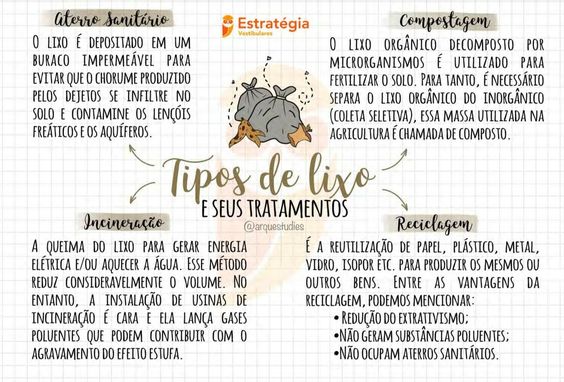 Estratégia
Vestibulares
Aterro Sanitário
O LIXO É DEPOSITADO EM UM
BURACO IMPERMEÁVEL PARA
EVITAR QUE O CHORUME PRODUZIDO
PELOS DEJETOS SE INFILTRE NO
SOLO E CONTAMINE OS LENÇÓIS
FREÁTICOS E OS AQUÍFEROS.
Compostagem
O LIXO ORGÂNICO DECOMPOSTO POR
MICRORGANISMOS É UTILIZADO PARA
FERTILIZAR O SOLO. PARA TANTO, É NECESSÁRIO
SEPARA O LIXO ORGÂNICO DO INORGÂNICO
(COLETA SELETIVA), ESSA MASSA UTILIZADA NA
AGRICULTURA É CHAMADA DE COMPOSTO.
Tipos de lixo
E SEUS TRATAMENTOS
@arquestudies
Incineração
A QUEIMA DO LIXO PARA GERAR ENERGIA
ELÉTRICA E/OU AQUECER A ÁGUA. ESSE MÉTODO
REDUZ CONSIDERAVELMENTE O VOLUME. NO
ENTANTO, A INSTALAÇÃO DE USINAS DE
INCINERAÇÃO É CARA E ELA LANÇA GASES
POLUENTES QUE PODEM CONTRIBUIR COM O
AGRAVAMENTO DO EFEITO ESTUFA.
Reciclagem
É A REUTILIZAÇÃO DE PAPEL, PLÁSTICO, METAL,
VIDRO, ISOPOR ETC. PARA PRODUZIR OS MESMOS OU
OUTROS BENS. ENTRE AS VANTAGENS DA
RECICLAGEM, PODEMOS MENCIONAR:
•REDUÇÃO DO EXTRATIVISMO;
•NÃO GERAM SUBSTÂNCIAS POLUENTES;
•NÃO OCUPAM ATERROS SANITÁRIOS.